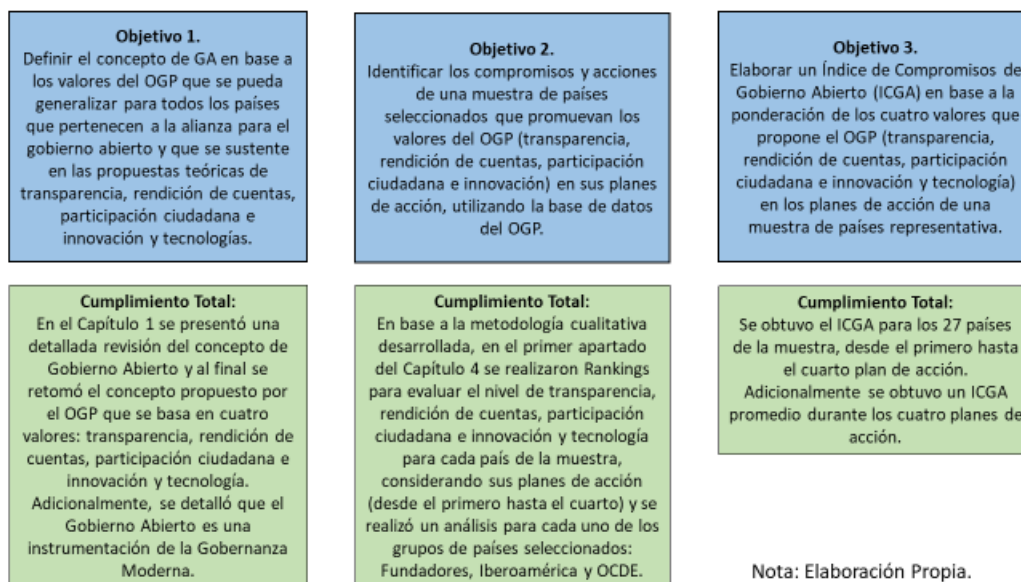 Objetivo 1.
Definir el concepto de GA en base a
los valores del OGP que se pueda
generalizar para todos los países
que pertenecen a la alianza para el
gobierno abierto y que se sustente
en las propuestas teóricas de
transparencia, rendición de cuentas,
participación ciudadana e
innovación y tecnologías.
Objetivo 2.
Identificar los compromisos y acciones
de una muestra de países
seleccionados que promuevan los
valores del OGP (transparencia,
rendición de cuentas, participación
ciudadana e innovación) en sus planes
de acción, utilizando la base de datos
del OGP.
Objetivo 3.
Elaborar un Índice de Compromisos de
Gobierno Abierto (ICGA) en base a la
ponderación de los cuatro valores que
propone el OGP (transparencia,
rendición de cuentas, participación
ciudadana e innovación y tecnología)
en los planes de acción de una
muestra de países representativa.
Cumplimiento Total:
En el Capítulo 1 se presentó una
detallada revisión del concepto de
Gobierno Abierto y al final se
retomó el concepto propuesto por
el OGP que se basa en cuatro
valores: transparencia, rendición de
cuentas, participación ciudadana e
innovación y tecnología.
Adicionalmente, se detalló que el
Gobierno Abierto es una
instrumentación de la Gobernanza
Moderna.
Cumplimiento Total:
En base a la metodología cualitativa
desarrollada, en el primer apartado
del Capítulo 4 se realizaron Rankings
para evaluar el nivel de transparencia,
rendición de cuentas, participación
ciudadana e innovación y tecnología
para cada país de la muestra,
considerando sus planes de acción
(desde el primero hasta el cuarto) y se
realizó un análisis para cada uno de los
grupos de países seleccionados:
Fundadores, Iberoamérica y OCDE.
Cumplimiento Total:
Se obtuvo el ICGA para los 27 países
de la muestra, desde el primero hasta
el cuarto plan de acción.
Adicionalmente se obtuvo un ICGA
promedio durante los cuatro planes de
acción.
Nota: Elaboración Propia.